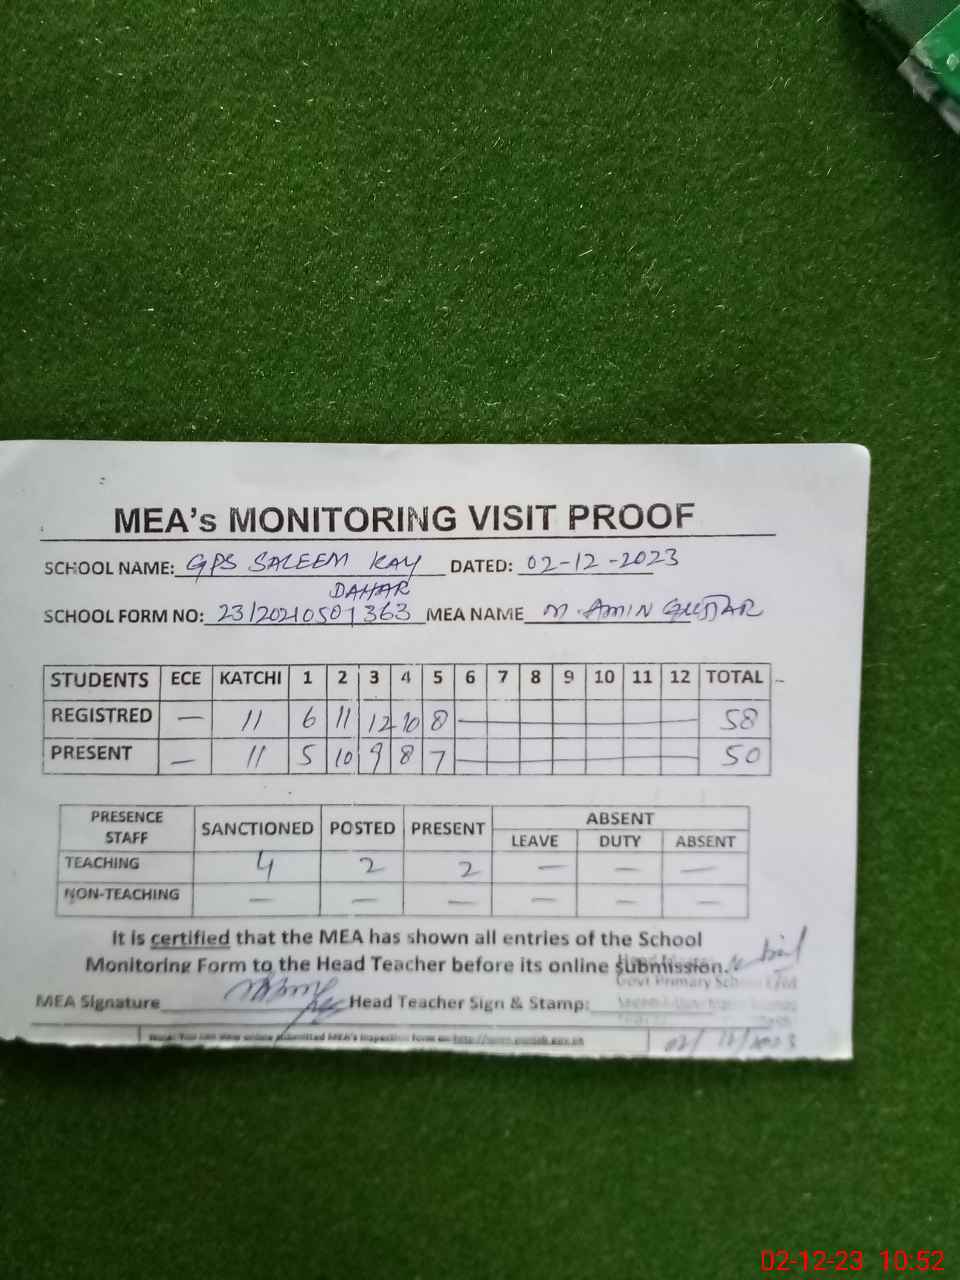 MEA's MONITORING VISIT PROOF
SCHOOL NAME: GPS SALEEM KAY DATED: 02-12-2023
DAHAR
SCHOOL FORM NO: 23/2021050 1363 MEA NAME M. AMIN
STUDENTS ECE KATCHI 1 2 3 4 5 6 7 8 9 10 11 12 TOTAL
REGISTRED — 11 6 11 12 10 8 58
PRESENT — 11 5 10 9 8 7 50
PRESENCE STAFF SANCTIONED POSTED PRESENT ABSENT
LEAVE DUTY ABSENT
TEACHING 4 2 2 — — —
NON-TEACHING — — — — — —
It is certified that the MEA has shown all entries of the School
Monitoring Form to the Head Teacher before its online submission.
Govt Primary School
MEA Signature Head Teacher Sign & Stamp:
02/12/2023
02-12-23 10:52